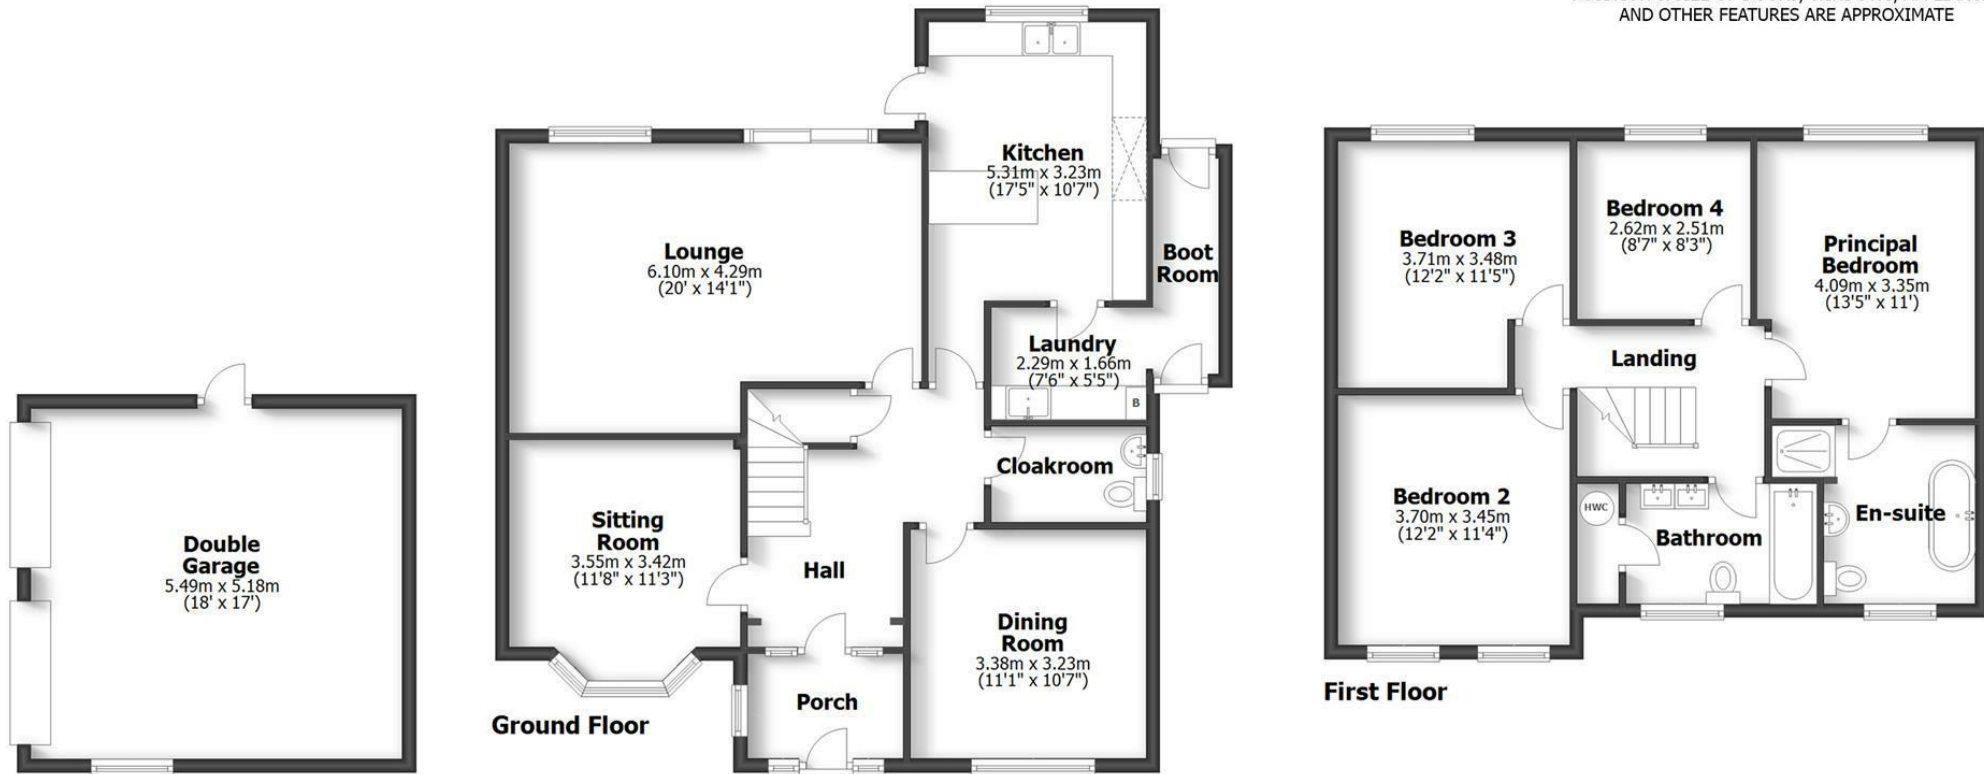 AND OTHER FEATURES ARE APPROXIMATE
Double
Garage
5.49m x 5.18m
(18' x 17')
Kitchen
5.31m x 3.23m
(17'5" x 10'7")
Lounge
6.10m x 4.29m
(20' x 14'1")
Boot
Room
Laundry
2.29m x 1.66m
(7'6" x 5'5")
B
Cloakroom
Sitting
Room
3.55m x 3.42m
(11'8" x 11'3")
Hall
Dining
Room
3.38m x 3.23m
(11'1" x 10'7")
Porch
Ground Floor
Bedroom 3
3.71m x 3.48m
(12'2" x 11'5")
Bedroom 4
2.62m x 2.51m
(8'7" x 8'3")
Principal
Bedroom
4.09m x 3.35m
(13'5" x 11')
Landing
Bedroom 2
3.70m x 3.45m
(12'2" x 11'4")
HWC
Bathroom
En-suite
First Floor